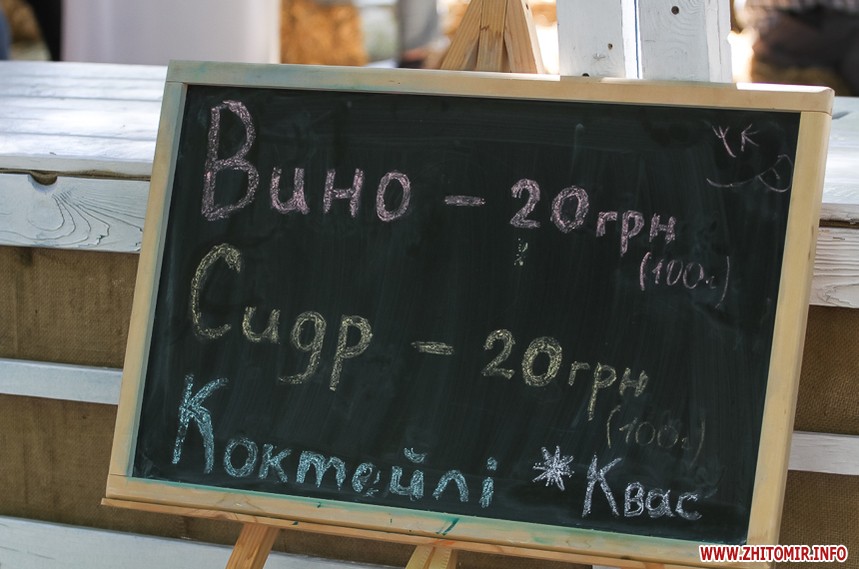 Вино - 20грн
(100г)
Сидр - 20грн
(100г)
Коктейлі * Квас
WWW.ZHITOMIR.INFO